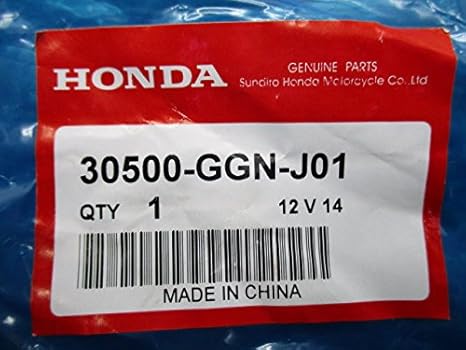 HONDA
GENUINE PARTS
Sundiro Honda Motorcycle Co.,Ltd
30500-GGN-J01
QTY 1 12 V 14
MADE IN CHINA